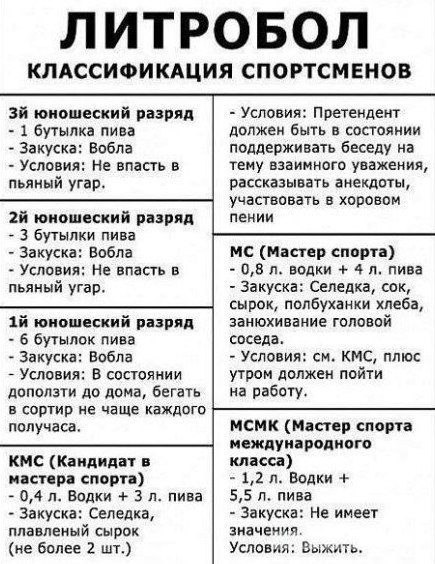 ЛИТРОБОЛ
КЛАССИФИКАЦИЯ СПОРТСМЕНОВ
3й юношеский разряд
- 1 бутылка пива
- Закуска: Вобла
- Условия: Не впасть в
пьяный угар.
2й юношеский разряд
- 3 бутылки пива
- Закуска: Вобла
- Условия: Не впасть в
пьяный угар.
1й юношеский разряд
- 6 бутылок пива
- Закуска: Вобла
- Условия: В состоянии
доползти до дома, бегать
в сортир не чаще каждого
получаса.
КМС (Кандидат в
мастера спорта)
- 0,4 л. Водки + 3 л. пива
- Закуска: Селедка,
плавленый сырок
(не более 2 шт.)
- Условия: Претендент
должен быть в состоянии
поддерживать беседу на
тему взаимного уважения,
рассказывать анекдоты,
участвовать в хоровом
пении
МС (Мастер спорта)
- 0,8 л. водки + 4 л. пива
- Закуска: Селедка, сок,
сырок, полбуханки хлеба,
занюхивание головой
соседа.
- Условия: см. КМС, плюс
утром должен пойти
на работу.
МСМК (Мастер спорта
международного
класса)
- 1,2 л. Водки +
5,5 л. пива
- Закуска: Не имеет
значения.
Условия: Выжить.